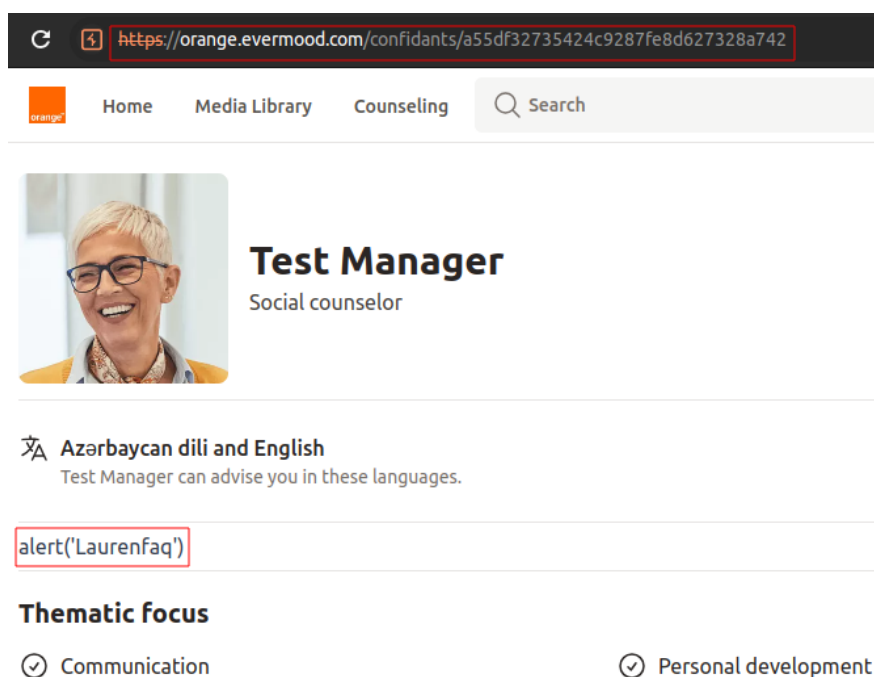 https://orange.evermood.com/confidants/a55df32735424c9287fe8d627328a742
orange™ Home Media Library Counseling Search
Test Manager
Social counselor
Azərbaycan dili and English
Test Manager can advise you in these languages.
alert('Laurenfaq')
Thematic focus
Communication Personal development